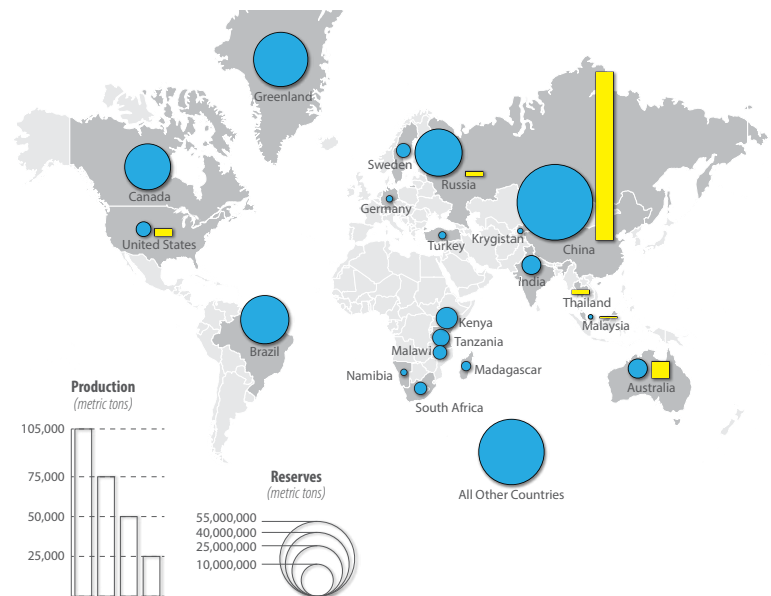 Greenland
Canada
Sweden
Russia
Germany
United States
Turkey
Krygistan
China
India
Thailand
Malaysia
Kenya
Tanzania
Malawi
Brazil
Madagascar
Namibia
Australia
South Africa
All Other Countries
Production
(metric tons)
105,000
75,000
50,000
25,000
Reserves
(metric tons)
55,000,000
40,000,000
25,000,000
10,000,000